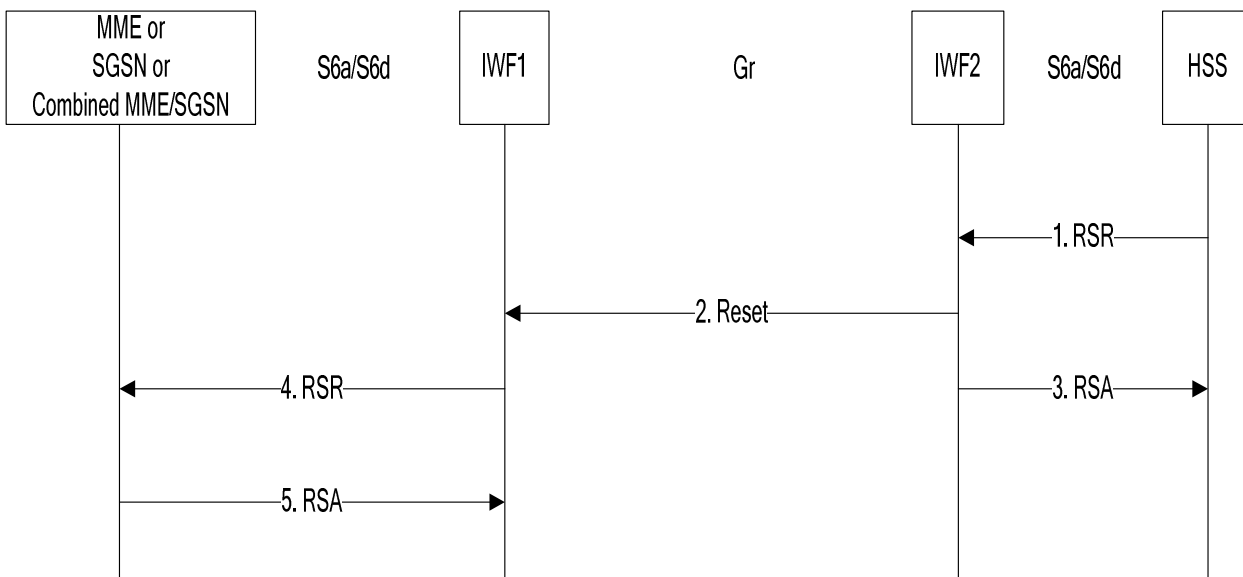 MME or
SGSN or
Combined MME/SGSN
S6a/S6d
IWF1
Gr
IWF2
S6a/S6d
HSS
1. RSR
2. Reset
4. RSR
3. RSA
5. RSA